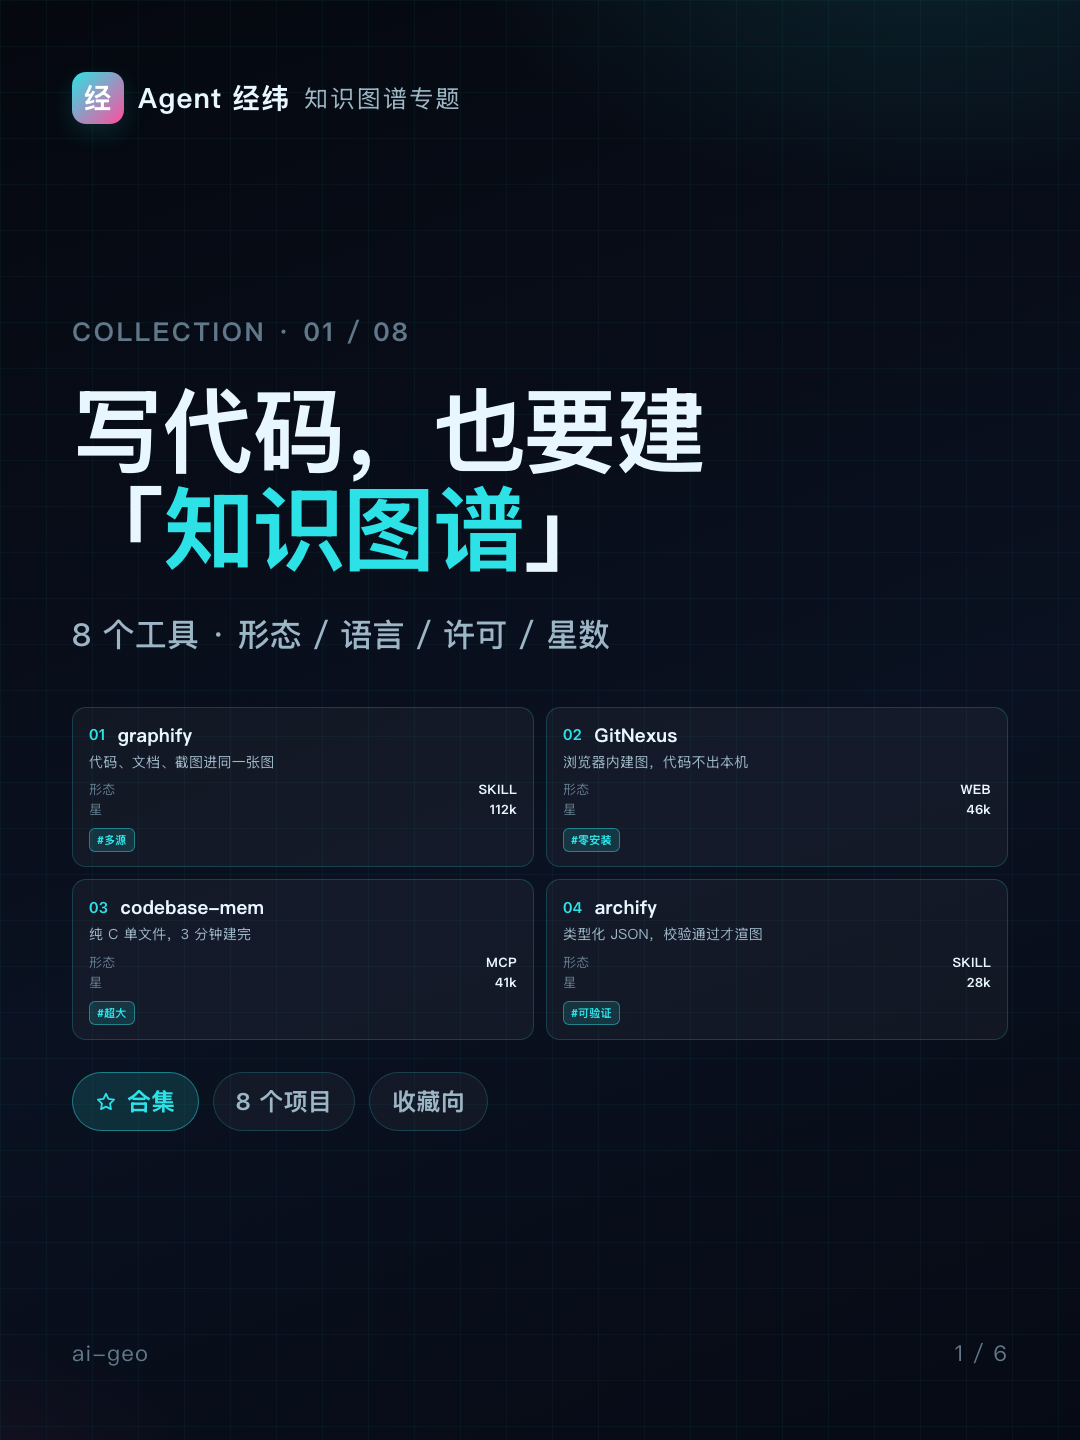 经 Agent 经纬 知识图谱专题
COLLECTION · 01 / 08
写代码，也要建
「知识图谱」
8 个工具 · 形态 / 语言 / 许可 / 星数
01 graphify
代码、文档、截图进同一张图
形态 SKILL
星 112k
#多源
02 GitNexus
浏览器内建图，代码不出本机
形态 WEB
星 46k
#零安装
03 codebase-mem
纯 C 单文件，3 分钟建完
形态 MCP
星 41k
#超大
04 archify
类型化 JSON，校验通过才渲图
形态 SKILL
星 28k
#可验证
☆ 合集 8 个项目 收藏向
ai-geo 1 / 6